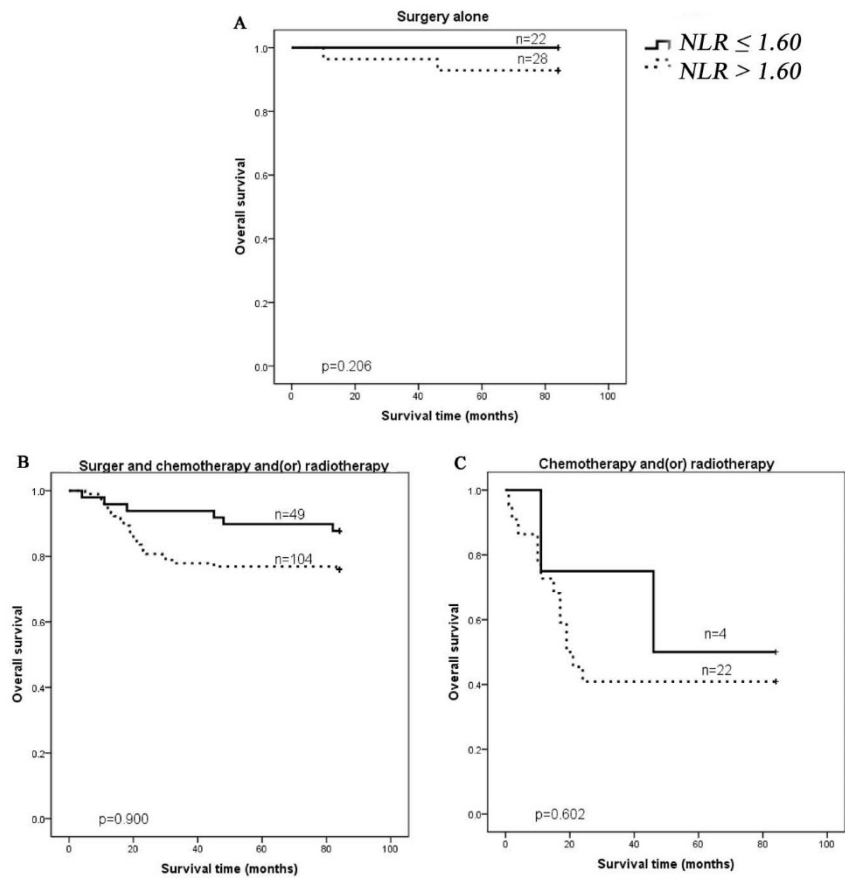 A
Surgery alone
n=22
n=28
NLR ≤ 1.60
NLR > 1.60
1.0
0.8
0.6
0.4
0.2
0.0
Overall survival
p=0.206
0 20 40 60 80 100
Survival time (months)
B
Surger and chemotherapy and(or) radiotherapy
1.0
0.8
0.6
0.4
0.2
0.0
Overall survival
n=49
n=104
p=0.900
0 20 40 60 80 100
Survival time (months)
C
Chemotherapy and(or) radiotherapy
1.0
0.8
0.6
0.4
0.2
0.0
Overall survival
n=4
n=22
p=0.602
0 20 40 60 80 100
Survival time (months)